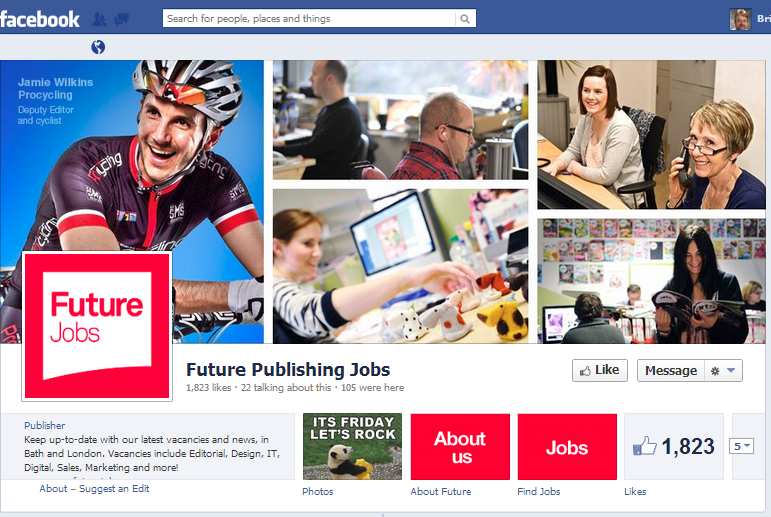 facebook
Search for people, places and things
Bri
Jamie Wilkins
Procycling
Deputy Editor
and cyclist
Future
Jobs
Future Publishing Jobs
1,823 likes · 22 talking about this · 105 were here
Like
Message
Publisher
Keep up-to-date with our latest vacancies and news, in
Bath and London. Vacancies include Editorial, Design, IT,
Digital, Sales, Marketing and more!
About – Suggest an Edit
ITS FRIDAY
LET'S ROCK
Photos
About
us
About Future
Jobs
Find Jobs
1,823
Likes
5